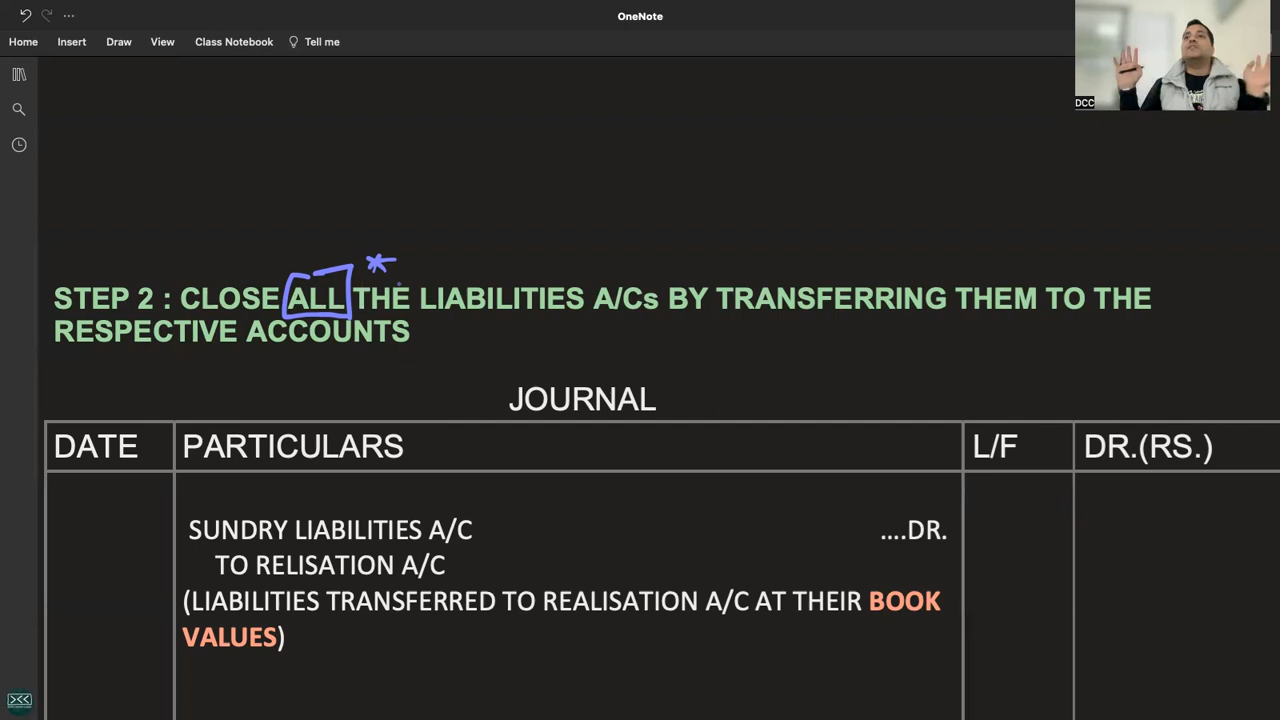 OneNote
Home Insert Draw View Class Notebook Tell me
DCC
STEP 2 : CLOSE ALL THE LIABILITIES A/Cs BY TRANSFERRING THEM TO THE
RESPECTIVE ACCOUNTS
JOURNAL
DATE PARTICULARS L/F DR.(RS.)
SUNDRY LIABILITIES A/C ....DR.
TO RELISATION A/C
(LIABILITIES TRANSFERRED TO REALISATION A/C AT THEIR BOOK
VALUES)